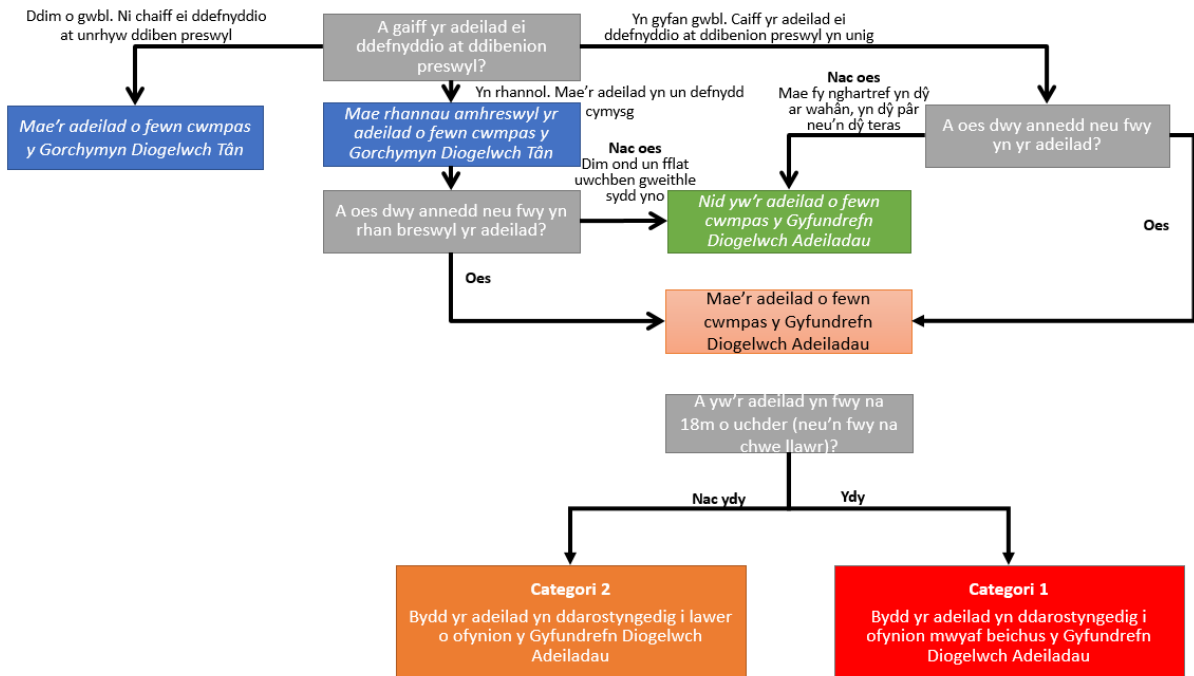 Ddim o gwbl. Ni chaiff ei ddefnyddio
at unrhyw ddiben preswyl
A gaiff yr adeilad ei
ddefnyddio at ddibenion
preswyl?
Yn gyfan gwbl. Caiff yr adeilad ei
ddefnyddio at ddibenion preswyl yn unig
Mae'r adeilad o fewn cwmpas
y Gorchymyn Diogelwch Tân
Yn rhannol. Mae'r adeilad yn un defnydd
cymysg
Mae rhannau amhreswyl yr
adeilad o fewn cwmpas y
Gorchymyn Diogelwch Tân
Nac oes
Mae fy nghartref yn dŷ
ar wahân, yn dŷ pâr
neu'n dŷ teras
A oes dwy annedd neu fwy
yn yr adeilad?
Nac oes
Dim ond un fflat
uwchben gweithle
sydd yno
A oes dwy annedd neu fwy yn
rhan breswyl yr adeilad?
Nid yw'r adeilad o fewn
cwmpas y Gyfundrefn
Diogelwch Adeiladau
Oes
Oes
Mae'r adeilad o fewn
cwmpas y Gyfundrefn
Diogelwch Adeiladau
A yw'r adeilad yn fwy na
18m o uchder (neu'n fwy na
chwe llawr)?
Nac ydy
Ydy
Categori 2
Bydd yr adeilad yn ddarostyngedig i lawer
o ofynion y Gyfundrefn Diogelwch
Adeiladau
Categori 1
Bydd yr adeilad yn ddarostyngedig i
ofynion mwyaf beichus y Gyfundrefn
Diogelwch Adeiladau